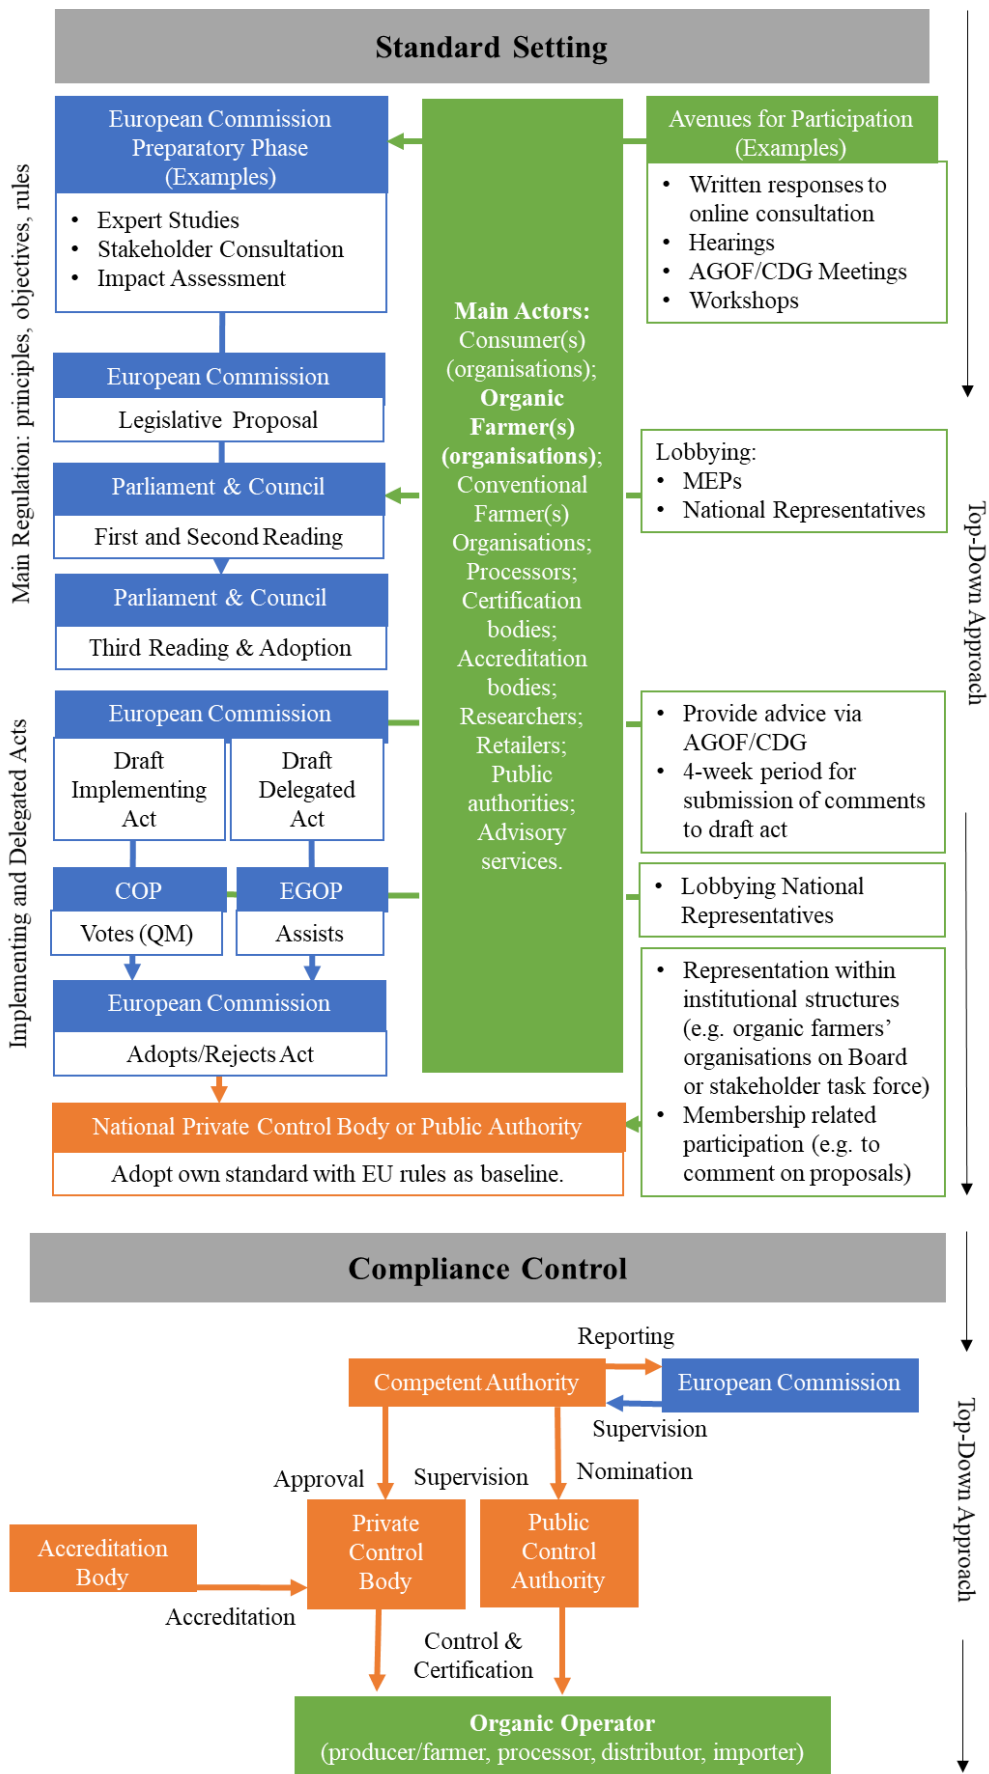 Standard Setting
Main Regulation: principles, objectives, rules
European Commission
Preparatory Phase
(Examples)
• Expert Studies
• Stakeholder Consultation
• Impact Assessment
European Commission
Legislative Proposal
Parliament & Council
First and Second Reading
Parliament & Council
Third Reading & Adoption
Implementing and Delegated Acts
European Commission
Draft
Implementing
Act
Draft
Delegated
Act
COP
Votes (QM)
EGOP
Assists
European Commission
Adopts/Rejects Act
National Private Control Body or Public Authority
Adopt own standard with EU rules as baseline.
Main Actors:
Consumer(s)
(organisations);
Organic
Farmer(s)
(organisations);
Conventional
Farmer(s)
Organisations;
Processors;
Certification
bodies;
Accreditation
bodies;
Researchers;
Retailers;
Public
authorities;
Advisory
services.
Avenues for Participation
(Examples)
• Written responses to
online consultation
• Hearings
• AGOF/CDG Meetings
• Workshops
Lobbying:
• MEPs
• National Representatives
• Provide advice via
AGOF/CDG
• 4-week period for
submission of comments
to draft act
• Lobbying National
Representatives
• Representation within
institutional structures
(e.g. organic farmers’
organisations on Board
or stakeholder task force)
• Membership related
participation (e.g. to
comment on proposals)
Top-Down Approach
Compliance Control
Reporting
Competent Authority
European Commission
Supervision
Approval
Supervision
Nomination
Accreditation
Body
Accreditation
Private
Control
Body
Public
Control
Authority
Control &
Certification
Organic Operator
(producer/farmer, processor, distributor, importer)
Top-Down Approach